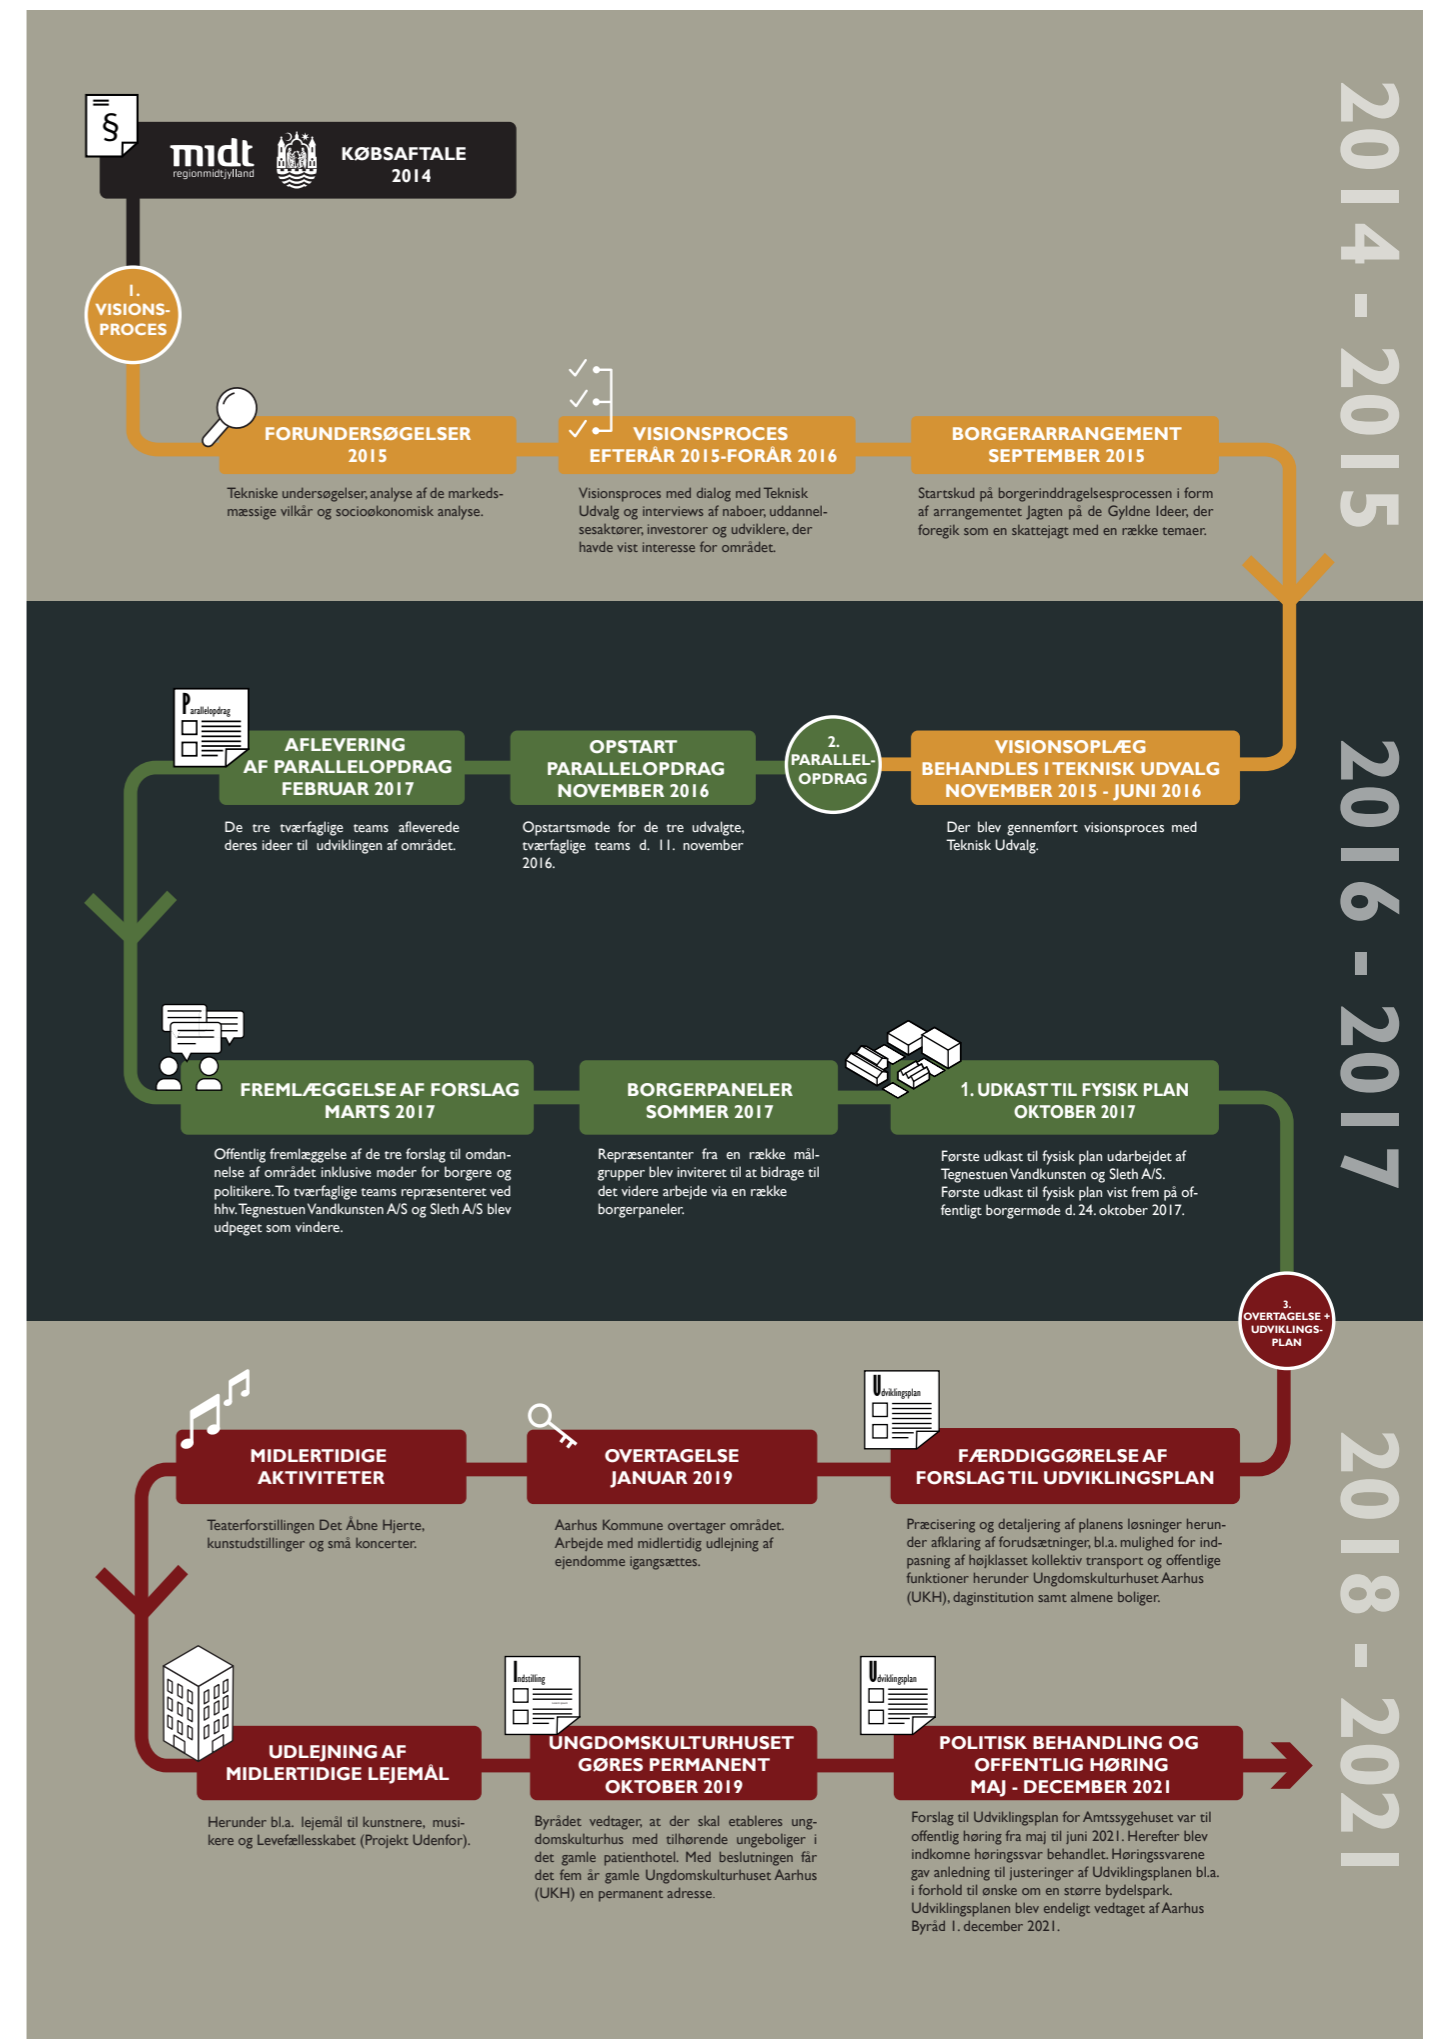 §
midt
regionmidtjylland
KØBSAFTALE
2014
2014 - 2015
1.
VISIONS-
PROCES
FORUNDERSØGELSER
2015
Tekniske undersøgelser, analyse af de markeds-
mæssige vilkår og socioøkonomisk analyse.
VISIONSPROCES
EFTERÅR 2015-FORÅR 2016
Visionsproces med dialog med Teknisk
Udvalg og interviews af naboer, uddannel-
sesaktører, investorer og udviklere, der
havde vist interesse for området.
BORGERARRANGEMENT
SEPTEMBER 2015
Startskud på borgerinddragelsesprocessen i form
af arrangementet Jagten på de Gyldne Ideer, der
foregik som en skattejagt med en række temaer.
2016 - 2017
VISIONSOPLÆG
BEHANDLES I TEKNISK UDVALG
NOVEMBER 2015 - JUNI 2016
Der blev gennemført visionsproces med
Teknisk Udvalg.
2.
PARALLEL-
OPDRAG
OPSTART
PARALLELOPDRAG
NOVEMBER 2016
Opstartsmøde for de tre udvalgte,
tværfaglige teams d. 11. november
2016.
Parallelopdrag
AFLEVERING
AF PARALLELOPDRAG
FEBRUAR 2017
De tre tværfaglige teams afleverede
deres ideer til udviklingen af området.
FREMLÆGGELSE AF FORSLAG
MARTS 2017
Offentlig fremlæggelse af de tre forslag til omdan-
nelse af området inklusive møder for borgere og
politikere. To tværfaglige teams repræsenteret ved
hhv. Tegnestuen Vandkunsten A/S og Sleth A/S blev
udpeget som vindere.
BORGERPANELER
SOMMER 2017
Repræsentanter fra en række mål-
grupper blev inviteret til at bidrage til
det videre arbejde via en række
borgerpaneler.
1. UDKAST TIL FYSISK PLAN
OKTOBER 2017
Første udkast til fysisk plan udarbejdet af
Tegnestuen Vandkunsten og Sleth A/S.
Første udkast til fysisk plan vist frem på of-
fentligt borgermøde d. 24. oktober 2017.
3.
OVERTAGELSE +
UDVIKLINGS-
PLAN
2018 - 2021
Udviklingsplan
FÆRDIGGØRELSE AF
FORSLAG TIL UDVIKLINGSPLAN
Præcisering og detaljering af planens løsninger herun-
der afklaring af forudsætninger, bl.a. mulighed for ind-
pasning af højklasset kollektiv transport og offentlige
funktioner herunder Ungdomskulturhuset Aarhus
(UKH), daginstitution samt almene boliger.
OVERTAGELSE
JANUAR 2019
Aarhus Kommune overtager området.
Arbejde med midlertidig udlejning af
ejendomme igangsættes.
MIDLERTIDIGE
AKTIVITETER
Teaterforstillingen Det Åbne Hjerte,
kunstudstillinger og små koncerter.
UDLEJNING AF
MIDLERTIDIGE LEJEMÅL
Herunder bl.a. lejemål til kunstnere, musi-
kere og Levefællesskabet (Projekt Udenfor).
Indstilling
UNGDOMSKULTURHUSET
GØRES PERMANENT
OKTOBER 2019
Byrådet vedtager, at der skal etableres ung-
domskulturhus med tilhørende ungeboliger i
det gamle patienthotel. Med beslutningen får
det fem år gamle Ungdomskulturhuset Aarhus
(UKH) en permanent adresse.
Udviklingsplan
POLITISK BEHANDLING OG
OFFENTLIG HØRING
MAJ - DECEMBER 2021
Forslag til Udviklingsplan for Amtssygehuset var til
offentlig høring fra maj til juni 2021. Herefter blev
indkomne høringssvar behandlet. Høringssvarene
gav anledning til justeringer af Udviklingsplanen bl.a.
i forhold til ønske om en større bydelspark.
Udviklingsplanen blev endeligt vedtaget af Aarhus
Byråd 1. december 2021.